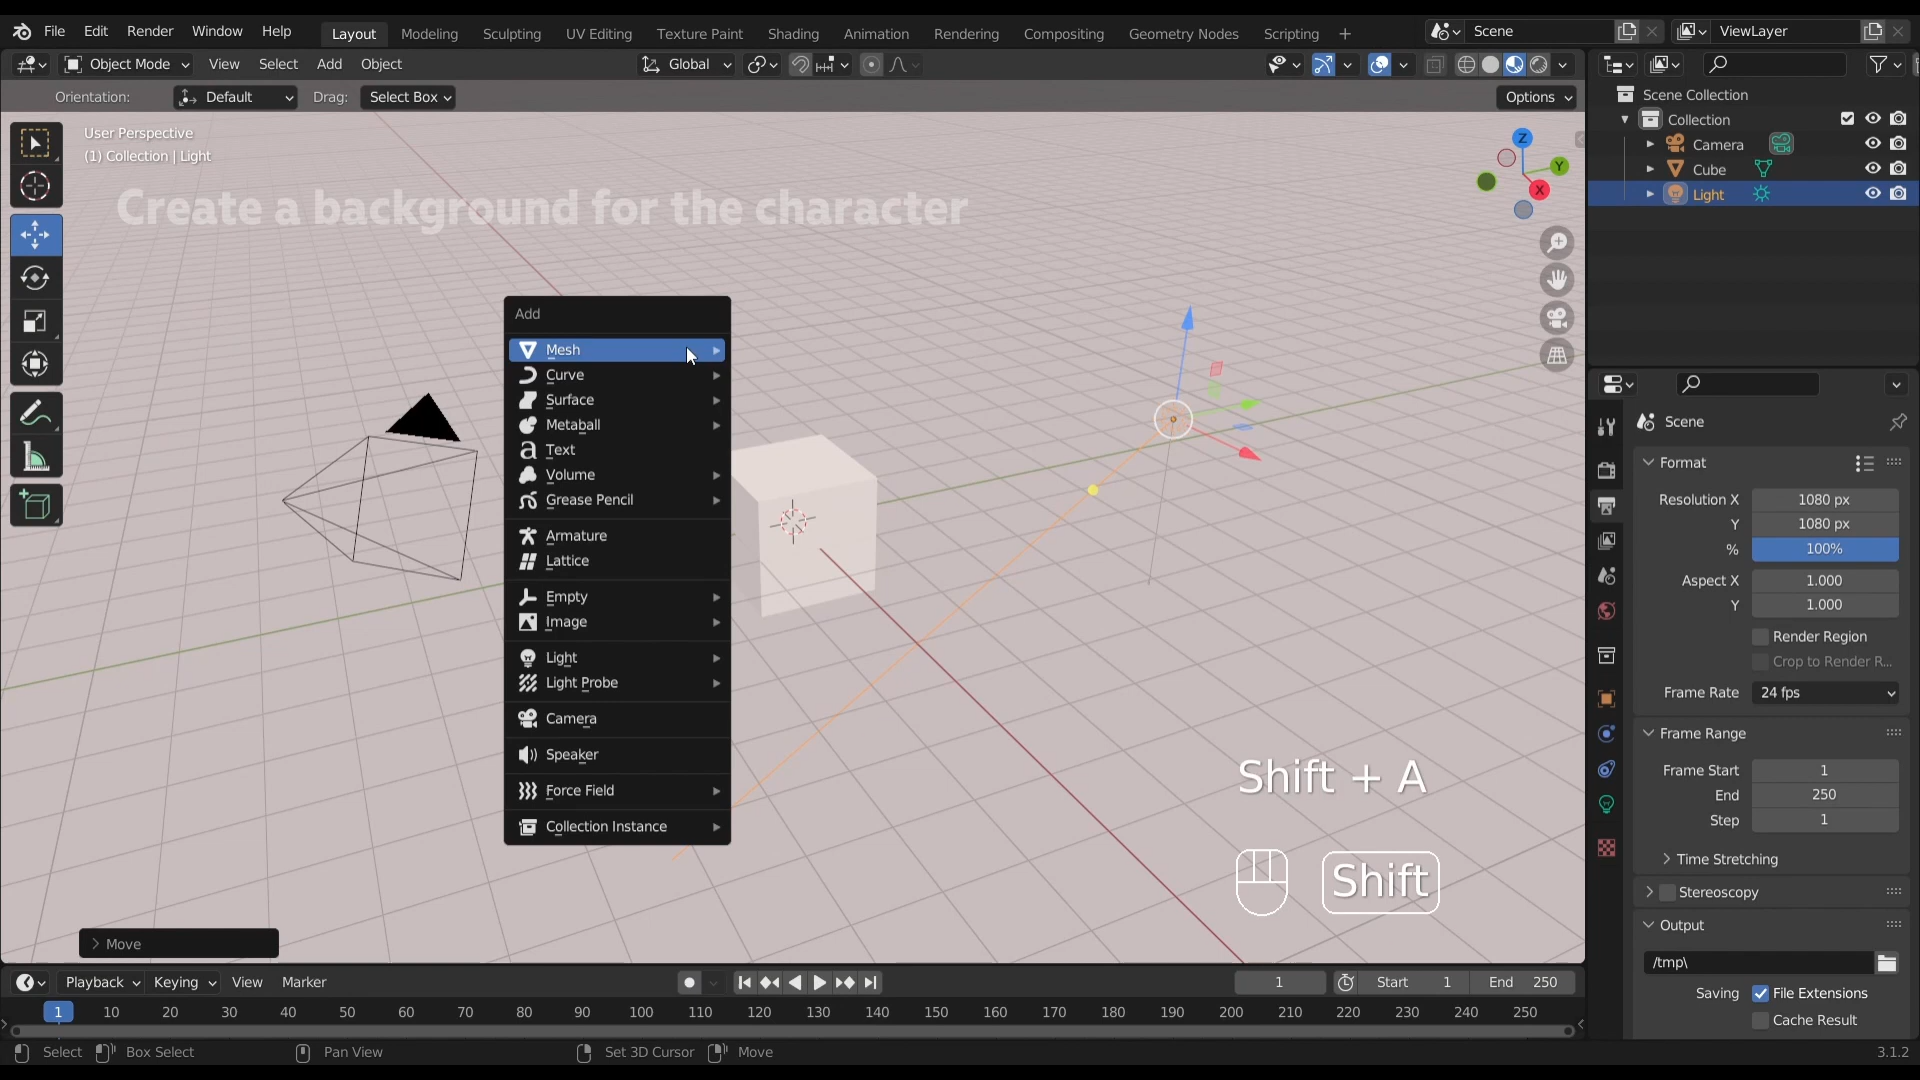 File Edit Render Window Help Layout Modeling Sculpting UV Editing Texture Paint Shading Animation Rendering Compositing Geometry Nodes Scripting + Scene ViewLayer
Object Mode View Select Add Object Global
Orientation: Default Drag: Select Box Options
User Perspective
(1) Collection | Light
Create a background for the character
Z
Y
X
Add
Mesh
Curve
Surface
Metaball
Text
Volume
Grease Pencil
Armature
Lattice
Empty
Image
Light
Light Probe
Camera
Speaker
Force Field
Collection Instance
Shift + A
Shift
Move
Scene Collection
Collection
Camera
Cube
Light
Scene
Format
Resolution X 1080 px
Y 1080 px
% 100%
Aspect X 1.000
Y 1.000
Render Region
Crop to Render R...
Frame Rate 24 fps
Frame Range
Frame Start 1
End 250
Step 1
Time Stretching
Stereoscopy
Output
/tmp\
Saving File Extensions
Cache Result
Playback Keying View Marker 1 Start 1 End 250
1 10 20 30 40 50 60 70 80 90 100 110 120 130 140 150 160 170 180 190 200 210 220 230 240 250
Select Box Select Pan View Set 3D Cursor Move 3.1.2